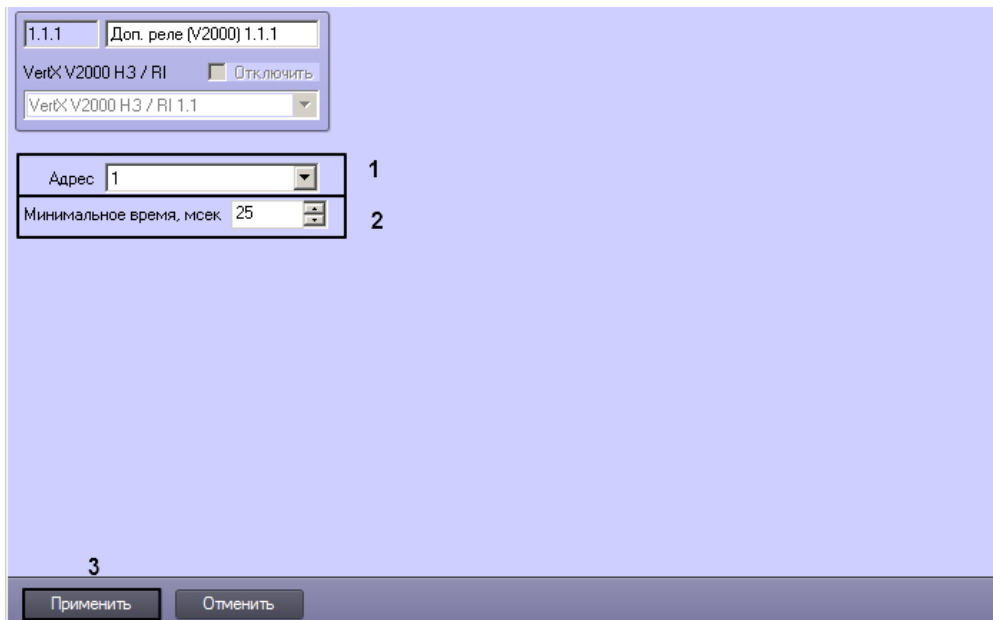 1.1.1 Доп. реле (V2000) 1.1.1
VertX V2000 H3 / RI Отключить
VertX V2000 H3 / RI 1.1
Адрес 1 1
Минимальное время, мсек 25 2
3
Применить Отменить